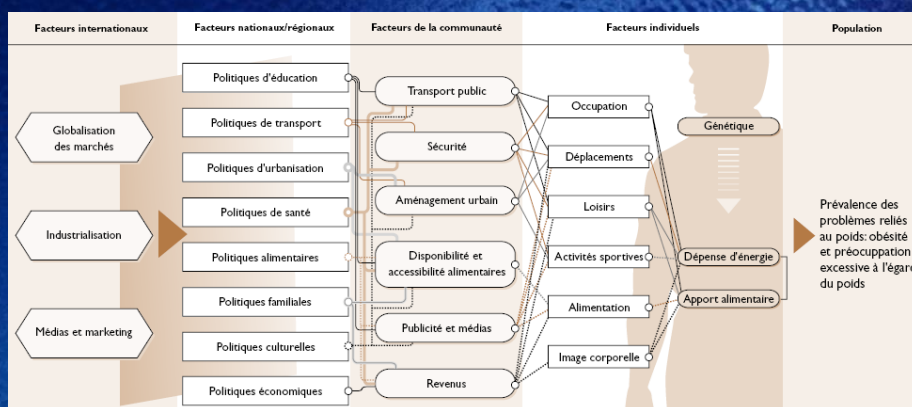 Facteurs internationaux
Facteurs nationaux/régionaux
Facteurs de la communauté
Facteurs individuels
Population
Globalisation
des marchés
Industrialisation
Médias et marketing
Politiques d'éducation
Politiques de transport
Politiques d'urbanisation
Politiques de santé
Politiques alimentaires
Politiques familiales
Politiques culturelles
Politiques économiques
Transport public
Sécurité
Aménagement urbain
Disponibilité et
accessibilité alimentaires
Publicité et médias
Revenus
Occupation
Déplacements
Loisirs
Activités sportives
Alimentation
Image corporelle
Génétique
Dépense d'énergie
Apport alimentaire
Prévalence des
problèmes reliés
au poids: obésité
et préoccupation
excessive à l'égar
du poids